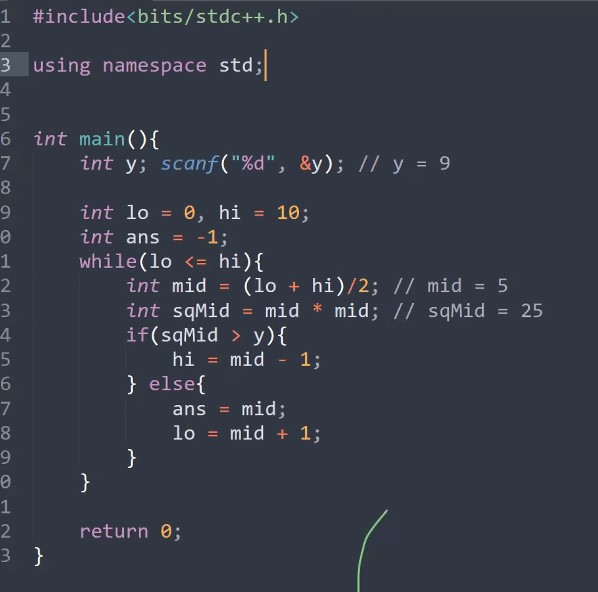 1 #include<bits/stdc++.h>
2
3 using namespace std;
4
5
6 int main(){
7 int y; scanf("%d", &y); // y = 9
8
9 int lo = 0, hi = 10;
0 int ans = -1;
1 while(lo <= hi){
2 int mid = (lo + hi)/2; // mid = 5
3 int sqMid = mid * mid; // sqMid = 25
4 if(sqMid > y){
5 hi = mid - 1;
6 } else{
7 ans = mid;
8 lo = mid + 1;
9 }
0 }
1
2 return 0;
3 }